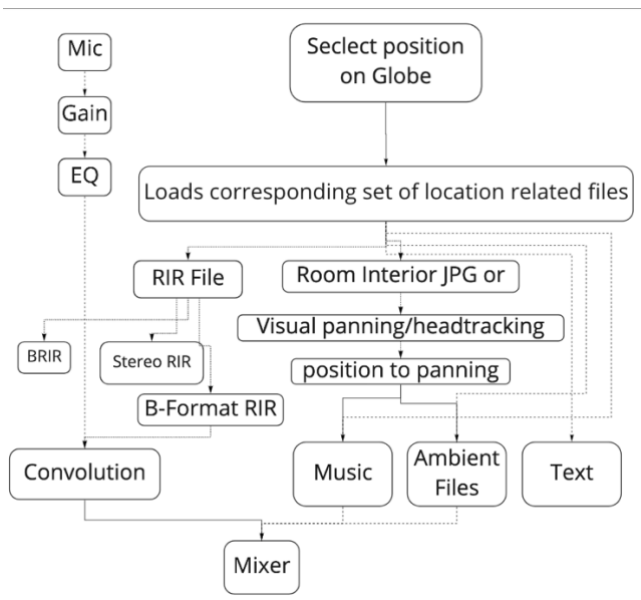 Mic
Seclect position
on Globe
Gain
EQ
Loads corresponding set of location related files
RIR File
Room Interior JPG or
Visual panning/headtracking
BRIR
Stereo RIR
position to panning
B-Format RIR
Convolution
Music
Ambient
Files
Text
Mixer